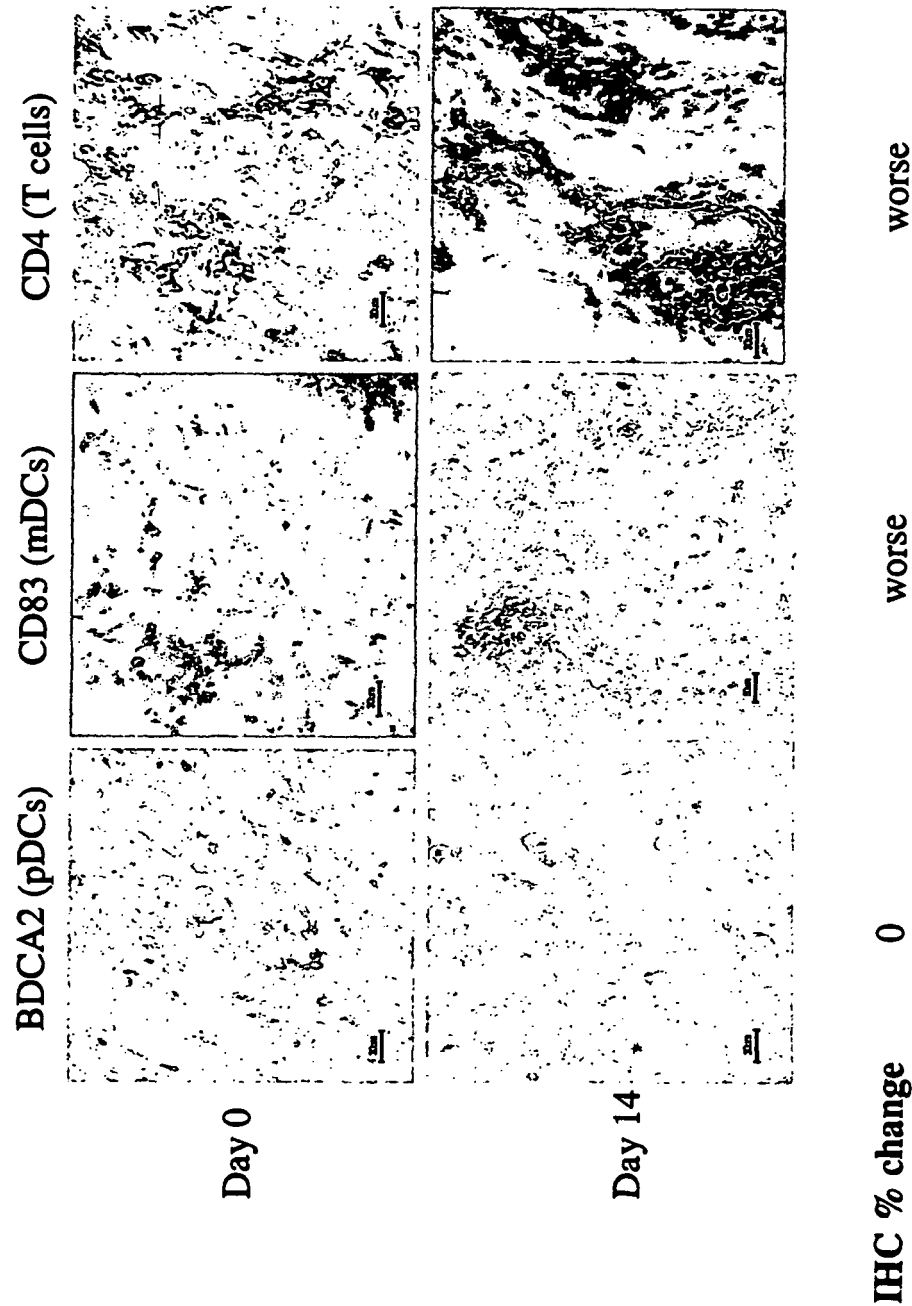 BDCA2 (pDCs) CD83 (mDCs) CD4 (T cells)
Day 0
Day 14
IHC % change 0 worse worse